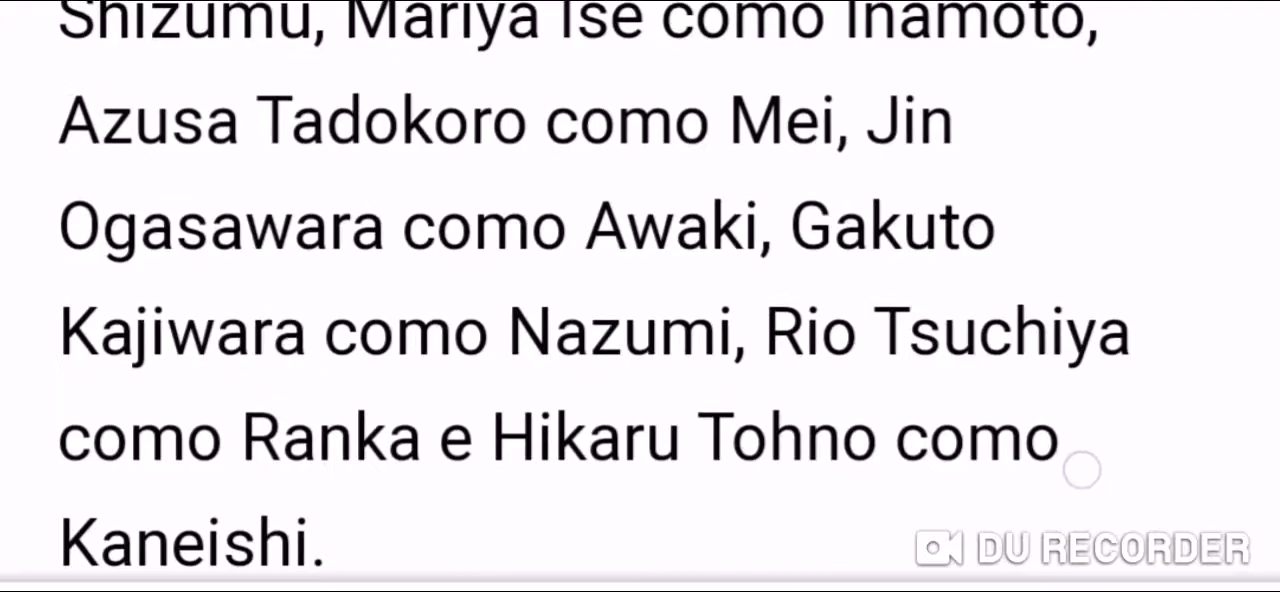 Shizumu, Mariya Ise como Inamoto,
Azusa Tadokoro como Mei, Jin
Ogasawara como Awaki, Gakuto
Kajiwara como Nazumi, Rio Tsuchiya
como Ranka e Hikaru Tohno como
Kaneishi.
DU RECORDER